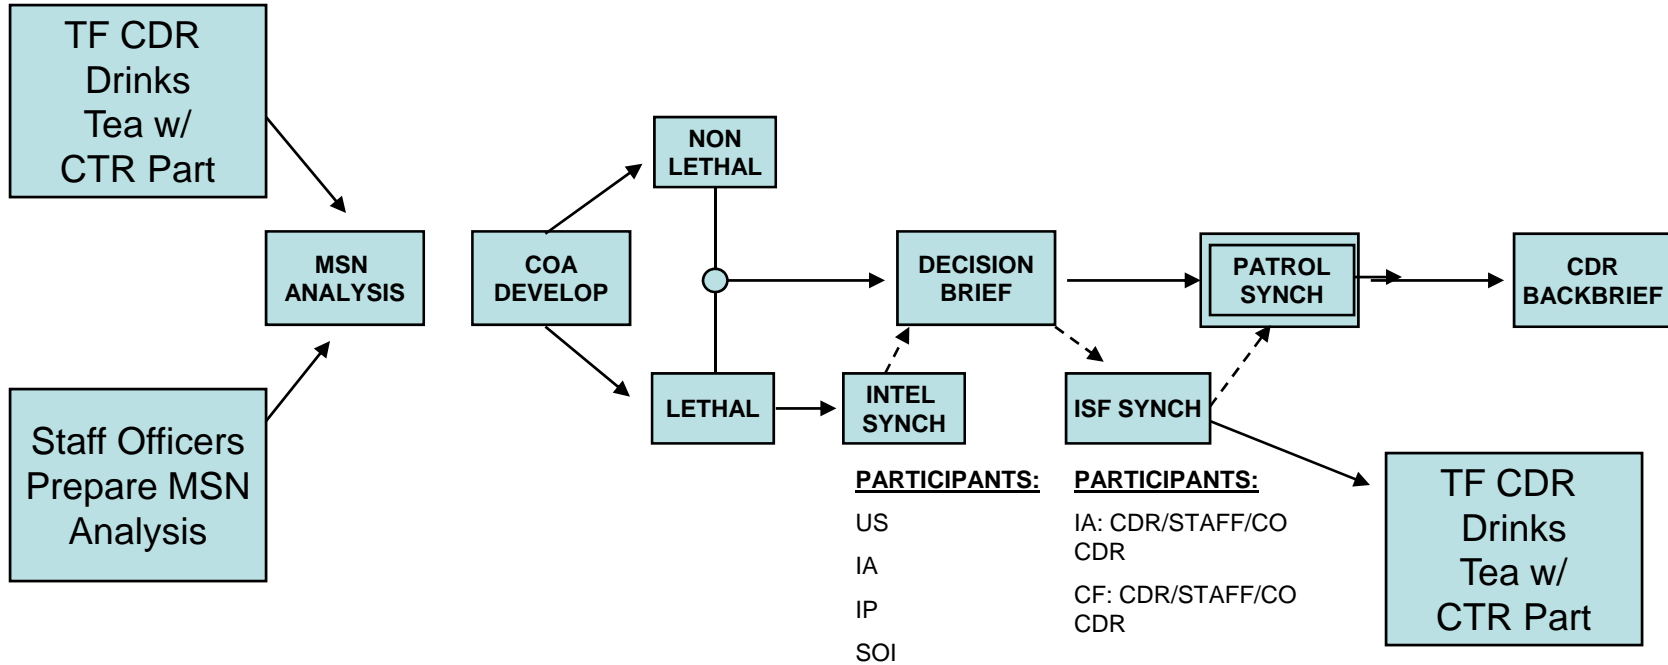 TF CDR
Drinks
Tea w/
CTR Part
Staff Officers
Prepare MSN
Analysis
MSN
ANALYSIS
COA
DEVELOP
NON
LETHAL
LETHAL
INTEL
SYNCH
DECISION
BRIEF
ISF SYNCH
PATROL
SYNCH
CDR
BACKBRIEF
PARTICIPANTS:
US
IA
IP
SOI
PARTICIPANTS:
IA: CDR/STAFF/CO
CDR
CF: CDR/STAFF/CO
CDR
TF CDR
Drinks
Tea w/
CTR Part